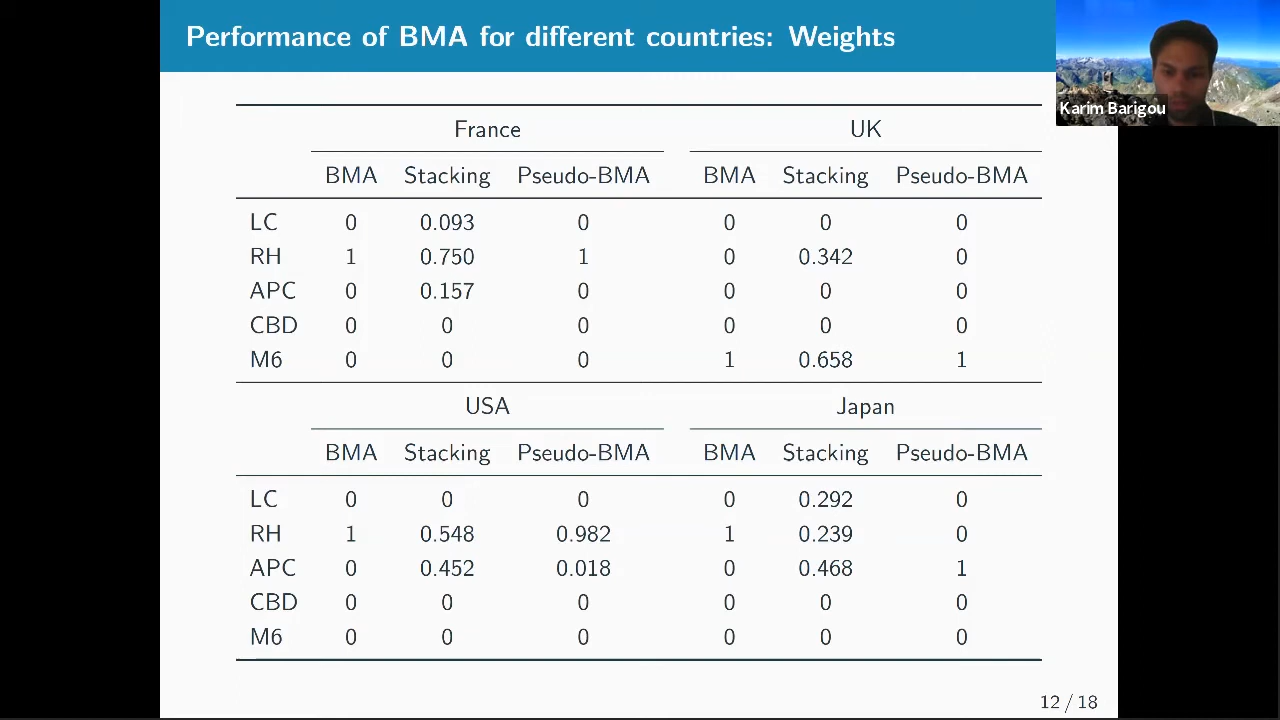 Performance of BMA for different countries: Weights
Karim Barigou
France UK
BMA Stacking Pseudo-BMA BMA Stacking Pseudo-BMA
LC 0 0.093 0 0 0 0
RH 1 0.750 1 0 0.342 0
APC 0 0.157 0 0 0 0
CBD 0 0 0 0 0 0
M6 0 0 0 1 0.658 1
USA Japan
BMA Stacking Pseudo-BMA BMA Stacking Pseudo-BMA
LC 0 0 0 0 0.292 0
RH 1 0.548 0.982 1 0.239 0
APC 0 0.452 0.018 0 0.468 1
CBD 0 0 0 0 0 0
M6 0 0 0 0 0 0
12 / 18